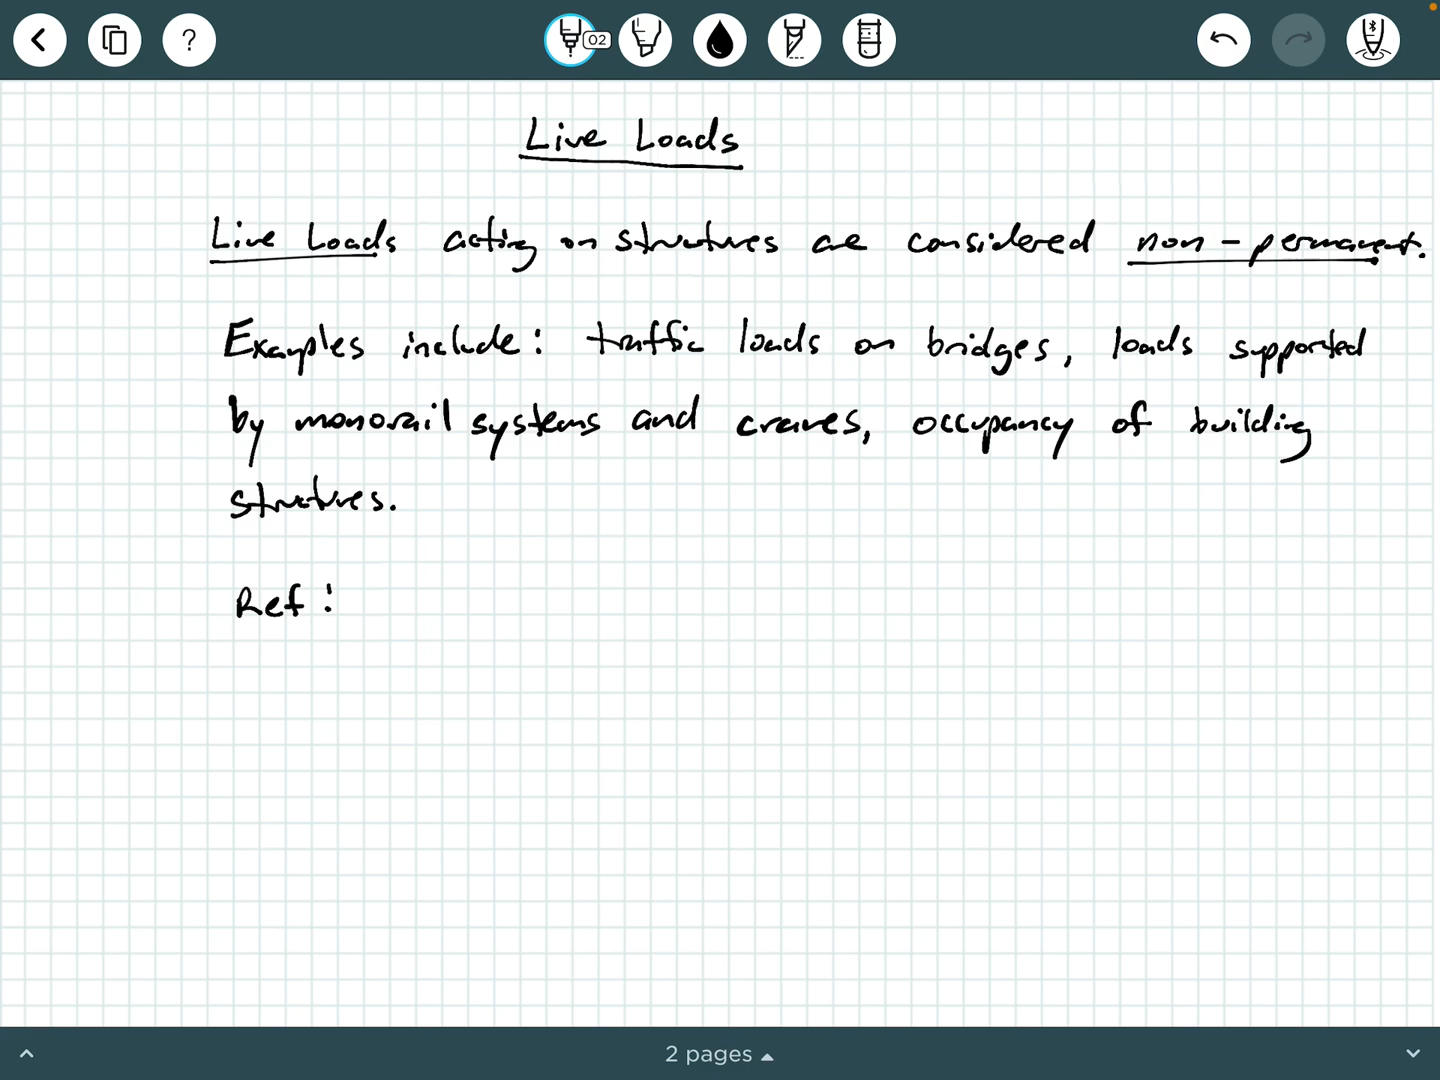 ?
02
Live Loads
Live Loads acting on structures are considered non-permanent.
Examples include: traffic loads on bridges, loads supported
by monorail systems and cranes, occupancy of building
structures.
Ref:
2 pages